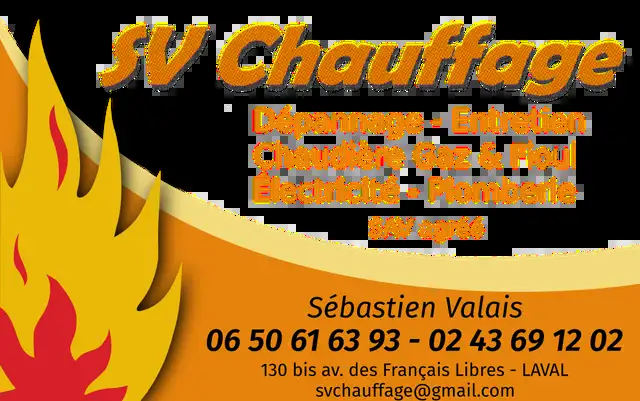 SV Chauffage
Dépannage - Entretien
Chaudière Gaz & Fioul
Électricité - Plomberie
SAV agréé
Sébastien Valais
06 50 61 63 93 - 02 43 69 12 02
130 bis av. des Français Libres - LAVAL
svchauffage@gmail.com